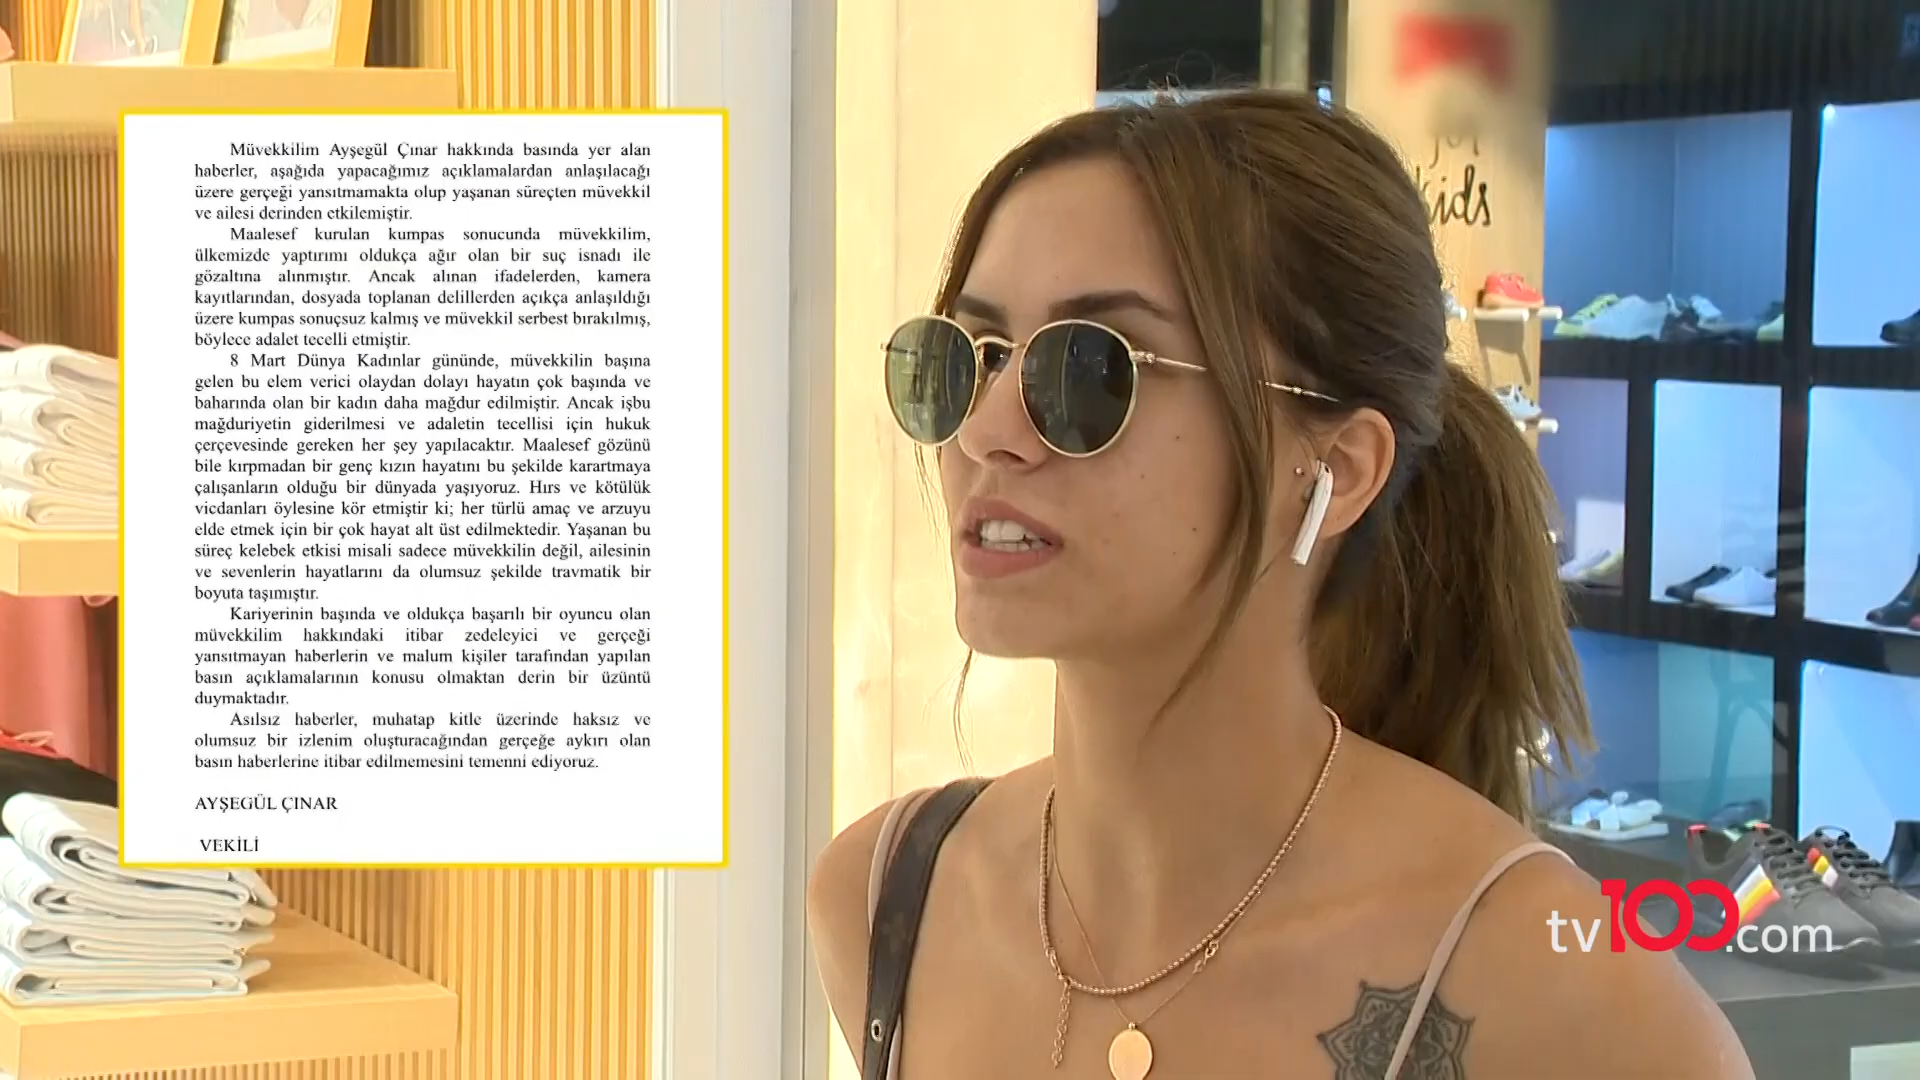 Müvekkilim Ayşegül Çınar hakkında basında yer alan
haberler, aşağıda yapacağımız açıklamalardan anlaşılacağı
üzere gerçeği yansıtmamakta olup yaşanan süreçten müvekkil
ve ailesi derinden etkilemiştir.
Maalesef kurulan kumpas sonucunda müvekkilim,
ülkemizde yaptırımı oldukça ağır olan bir suç isnadı ile
gözaltına alınmıştır. Ancak alınan ifadelerden, kamera
kayıtlarından, dosyada toplanan delillerden açıkça anlaşıldığı
üzere kumpas sonuçsuz kalmış ve müvekkil serbest bırakılmış,
böylece adalet tecelli etmiştir.
8 Mart Dünya Kadınlar gününde, müvekkilin başına
gelen bu elem verici olaydan dolayı hayatın çok başında ve
baharında olan bir kadın daha mağdur edilmiştir. Ancak işbu
mağduriyetin giderilmesi ve adaletin tecellisi için hukuk
çerçevesinde gereken her şey yapılacaktır. Maalesef gözünü
bile kırpmadan bir genç kızın hayatını bu şekilde karartmaya
çalışanların olduğu bir dünyada yaşıyoruz. Hırs ve kötülük
vicdanları öylesine kör etmiştir ki; her türlü amaç ve arzuyu
elde etmek için bir çok hayat alt üst edilmektedir. Yaşanan bu
süreç kelebek etkisi misali sadece müvekkilin değil, ailesinin
ve sevenlerin hayatlarını da olumsuz şekilde travmatik bir
boyuta taşımıştır.
Kariyerinin başında ve oldukça başarılı bir oyuncu olan
müvekkilim hakkındaki itibar zedeleyici ve gerçeği
yansıtmayan haberlerin ve malum kişiler tarafından yapılan
basın açıklamalarının konusu olmaktan derin bir üzüntü
duymaktadır.
Asılsız haberler, muhatap kitle üzerinde haksız ve
olumsuz bir izlenim oluşturacağından gerçeğe aykırı olan
basın haberlerine itibar edilmemesini temenni ediyoruz.
AYŞEGÜL ÇINAR
VEKİLİ
for
kids
tv100.com